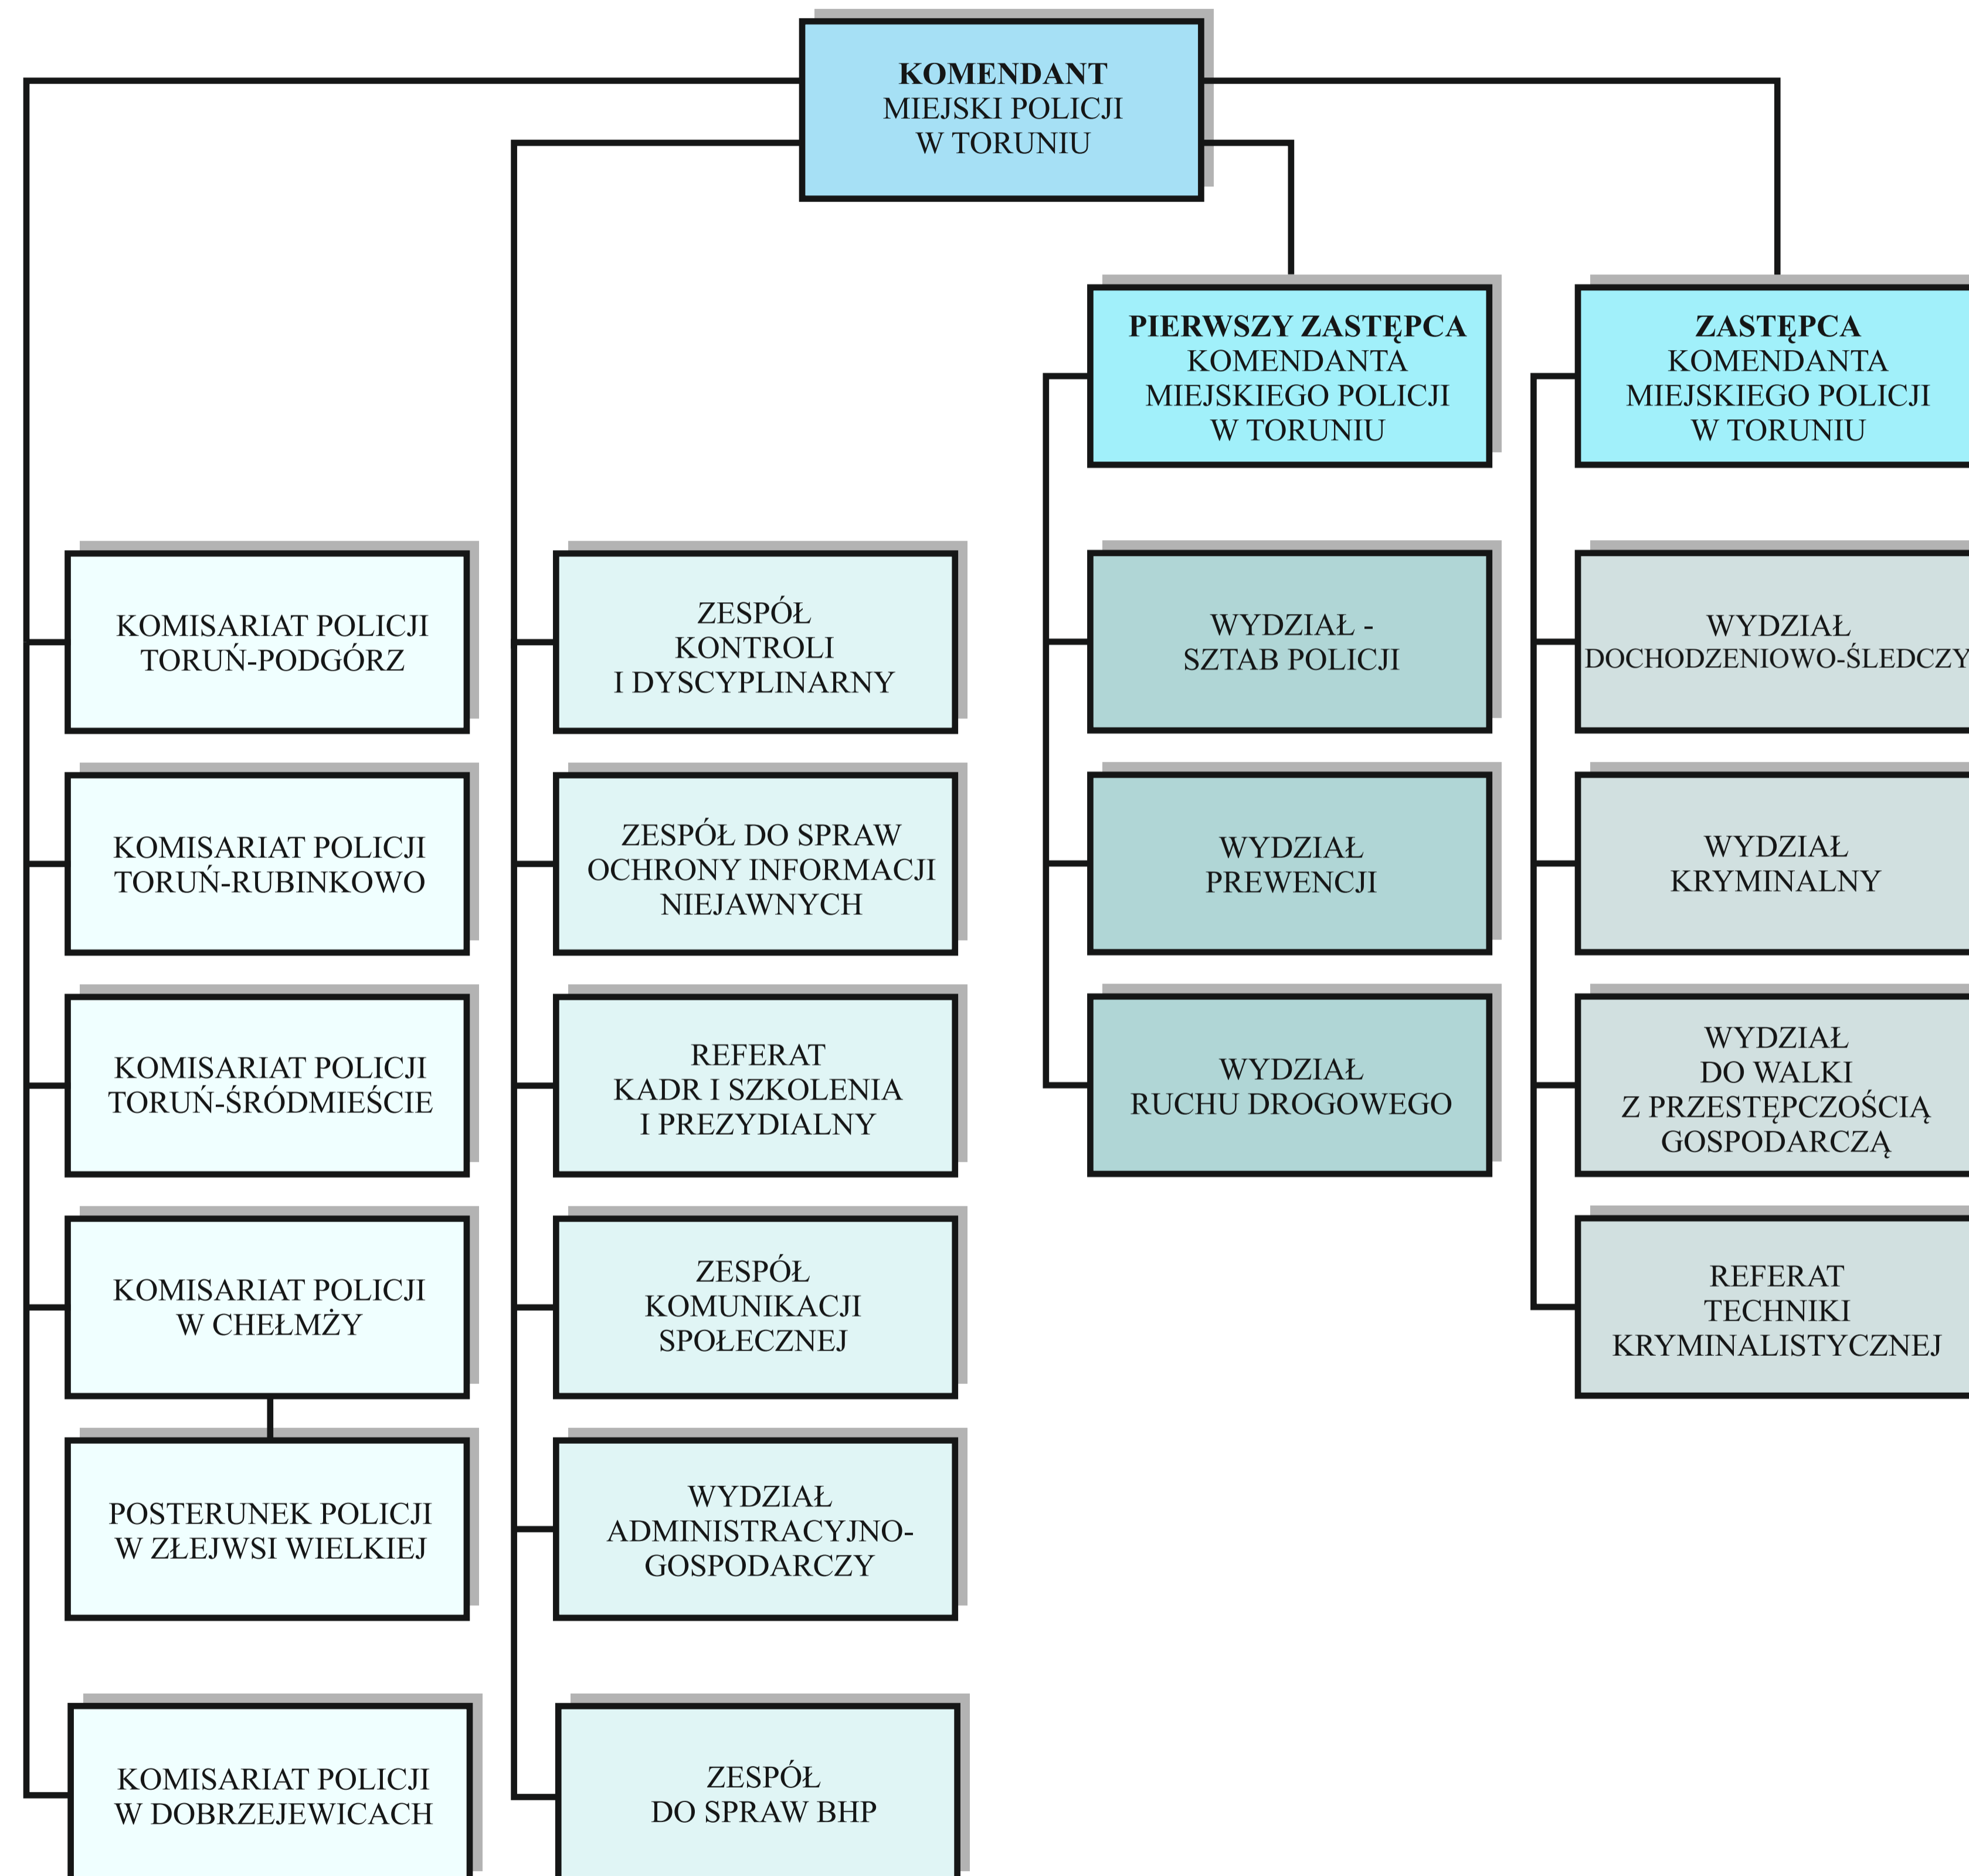 KOMENDANT
MIEJSKI POLICJI
W TORUNIU
PIERWSZY ZASTĘPCA
KOMENDANTA
MIEJSKIEGO POLICJI
W TORUNIU
ZASTĘPCA
KOMENDANTA
MIEJSKIEGO POLICJI
W TORUNIU
KOMISARIAT POLICJI
TORUŃ-PODGÓRZ
KOMISARIAT POLICJI
TORUŃ-RUBINKOWO
KOMISARIAT POLICJI
TORUŃ-ŚRÓDMIEŚCIE
KOMISARIAT POLICJI
W CHEŁMŻY
POSTERUNEK POLICJI
W ZŁEJWSI WIELKIEJ
KOMISARIAT POLICJI
W DOBRZEJEWICACH
ZESPÓŁ
KONTROLI
I DYSCYPLINARNY
ZESPÓŁ DO SPRAW
OCHRONY INFORMACJI
NIEJAWNYCH
REFERAT
KADR I SZKOLENIA
I PREZYDIALNY
ZESPÓŁ
KOMUNIKACJI
SPOŁECZNEJ
WYDZIAŁ
ADMINISTRACYJNO-
GOSPODARCZY
ZESPÓŁ
DO SPRAW BHP
WYDZIAŁ -
SZTAB POLICJI
WYDZIAŁ
PREWENCJI
WYDZIAŁ
RUCHU DROGOWEGO
WYDZIAŁ
DOCHODZENIOWO-ŚLEDCZY
WYDZIAŁ
KRYMINALNY
WYDZIAŁ
DO WALKI
Z PRZESTĘPCZOŚCIĄ
GOSPODARCZĄ
REFERAT
TECHNIKI
KRYMINALISTYCZNEJ